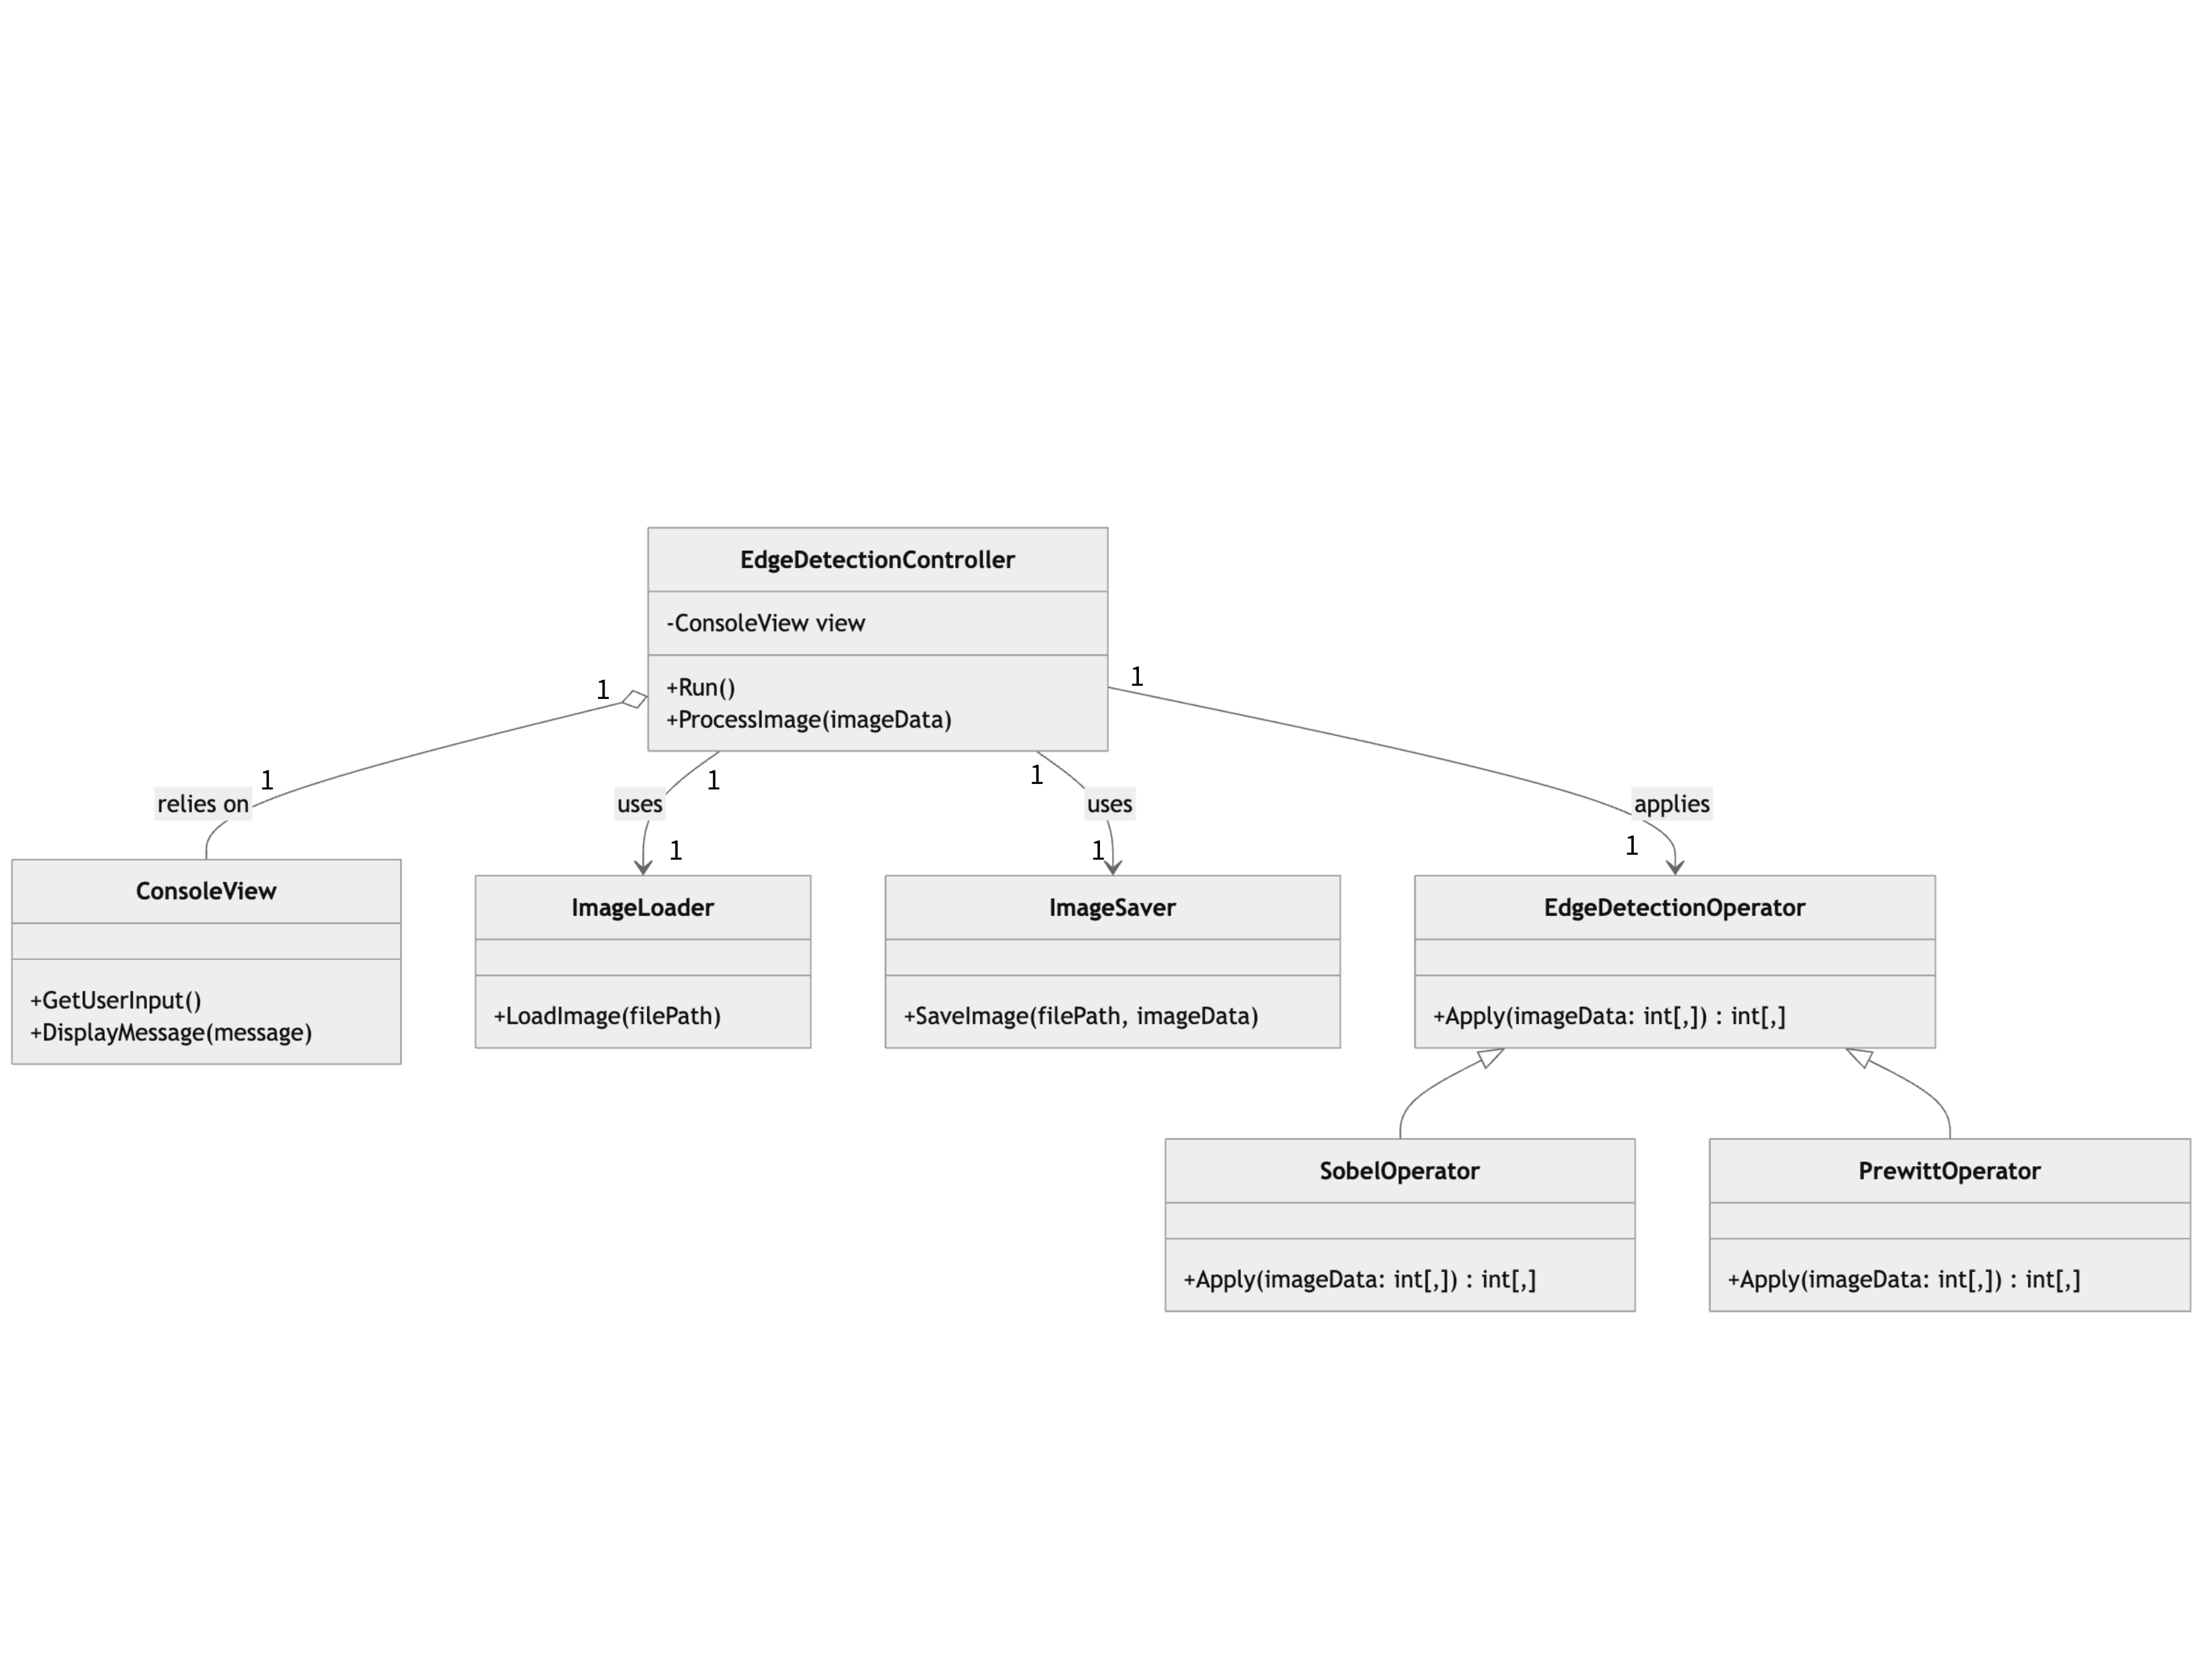 EdgeDetectionController
-ConsoleView view
+Run()
+ProcessImage(imageData)
1
1
1
1
1
1
1
1
relies on
uses
uses
applies
ConsoleView
+GetUserInput()
+DisplayMessage(message)
ImageLoader
+LoadImage(filePath)
ImageSaver
+SaveImage(filePath, imageData)
EdgeDetectionOperator
+Apply(imageData: int[,]) : int[,]
SobelOperator
+Apply(imageData: int[,]) : int[,]
PrewittOperator
+Apply(imageData: int[,]) : int[,]